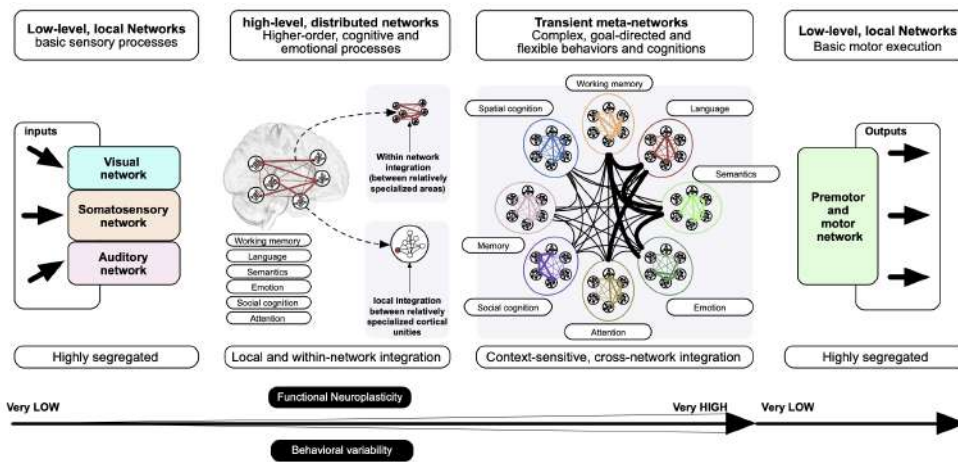 Low-level, local Networks
basic sensory processes
high-level, distributed networks
Higher-order, cognitive and
emotional processes
Transient meta-networks
Complex, goal-directed and
flexible behaviors and cognitions
Low-level, local Networks
Basic motor execution
inputs
Visual
network
Somatosensory
network
Auditory
network
Within network
integration
(between relatively
specialized areas)
local integration
between relatively
specialized cortical
unities
Working memory
Language
Semantics
Emotion
Social cognition
Attention
Working memory
Spatial cognition
Language
Semantics
Memory
Social cognition
Emotion
Attention
Outputs
Premotor and
motor
network
Highly segregated
Local and within-network integration
Context-sensitive, cross-network integration
Highly segregated
Functional Neuroplasticity
Very LOW
Very HIGH
Very LOW
Behavioral variability